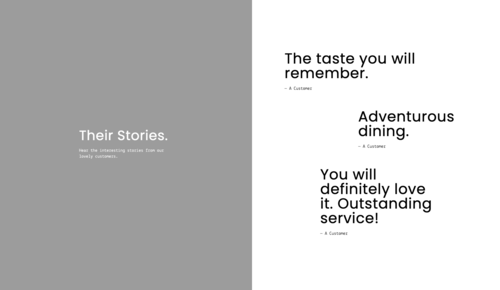 Their Stories.
Hear the interesting stories from our
lovely customers.
The taste you will
remember.
– A Customer
Adventurous
dining.
– A Customer
You will
definitely love
it. Outstanding
service!
– A Customer